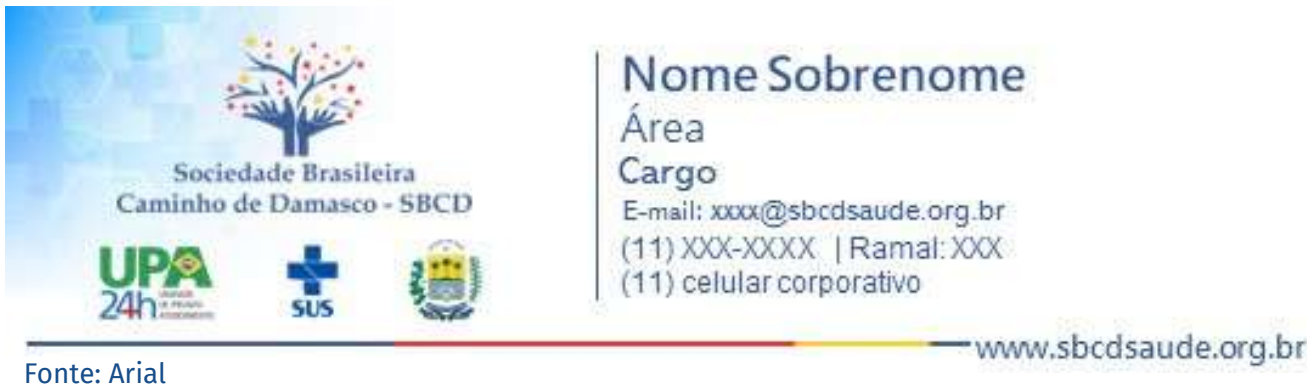 Sociedade Brasileira
Caminho de Damasco - SBCD
UPA
24h
SUS
Nome Sobrenome
Área
Cargo
E-mail: xxxx@sbcdsaude.org.br
(11) XXX-XXXX | Ramal: XXX
(11) celular corporativo
www.sbcdsaude.org.br
Fonte: Arial